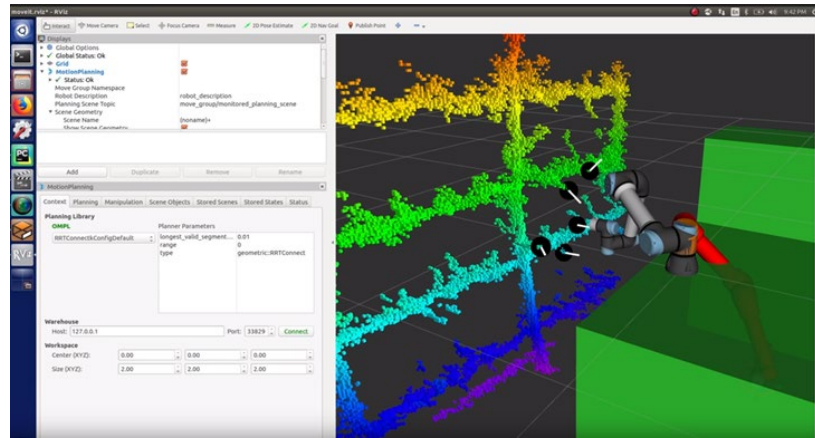 moveit.rviz* - RViz
9:42 PM
Interact Move Camera Select Focus Camera Measure 2D Pose Estimate 2D Nav Goal Publish Point
Displays
Global Options
Global Status: Ok
Grid
MotionPlanning
Status: Ok
Move Group Namespace
Robot Description robot_description
Planning Scene Topic move_group/monitored_planning_scene
Scene Geometry
Scene Name (noname)+
Show Scene Geometry
Add Duplicate Remove Rename
MotionPlanning
Context Planning Manipulation Scene Objects Stored Scenes Stored States Status
Planning Library
OMPL Planner Parameters
RRTConnectkConfigDefault longest_valid_segment... 0.01
range 0
type geometric::RRTConnect
Warehouse
Host: 127.0.0.1 Port: 33829 Connect
Workspace
Center (XYZ): 0.00 0.00 0.00
Size (XYZ): 2.00 2.00 2.00